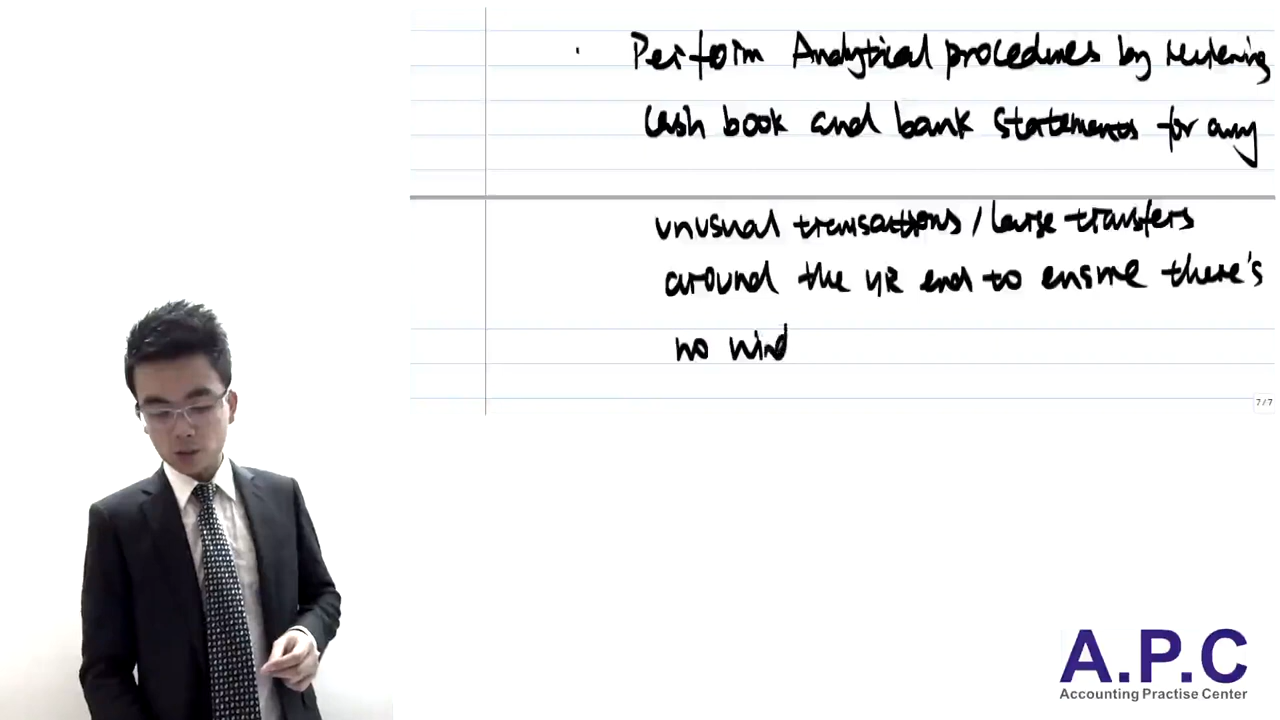 · Perform Analytical procedures by reviewing
cash book and bank statements for any
unusual transactions / large transfers
around the YR end to ensure there's
no wind
7/7
A.P.C
Accounting Practise Center